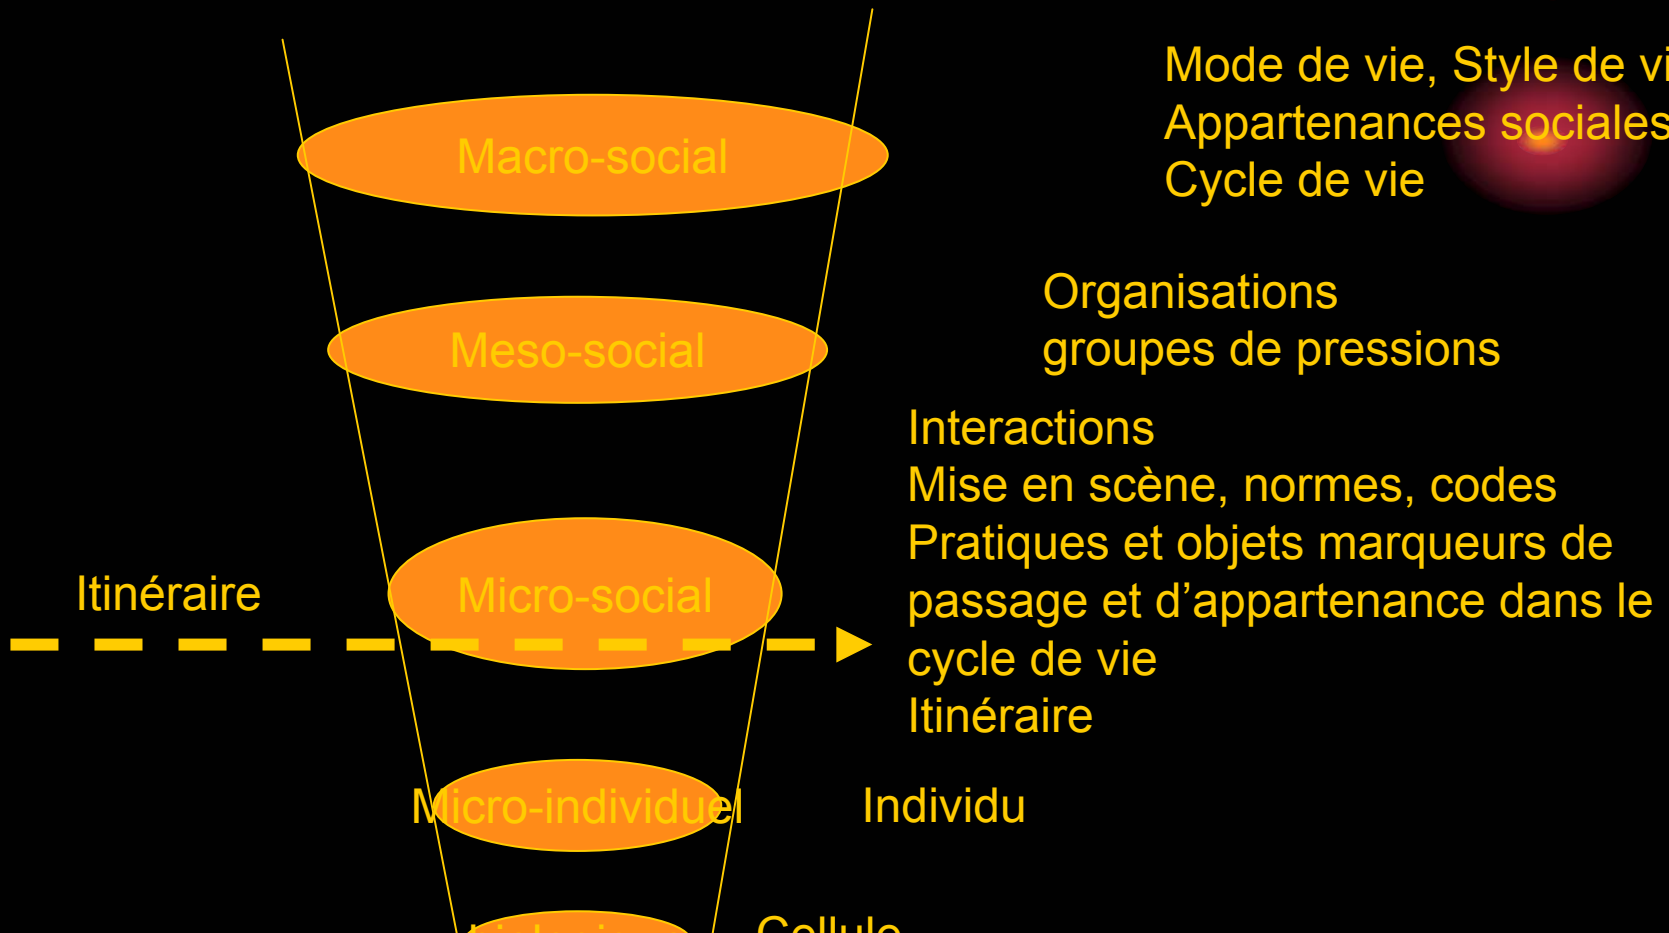 Mode de vie, Style de vi
Appartenances sociales
Cycle de vie
Macro-social
Organisations
groupes de pressions
Meso-social
Interactions
Mise en scène, normes, codes
Pratiques et objets marqueurs de
passage et d’appartenance dans le
cycle de vie
Itinéraire
Itinéraire
Micro-social
Micro-individuel
Individu
Cellule